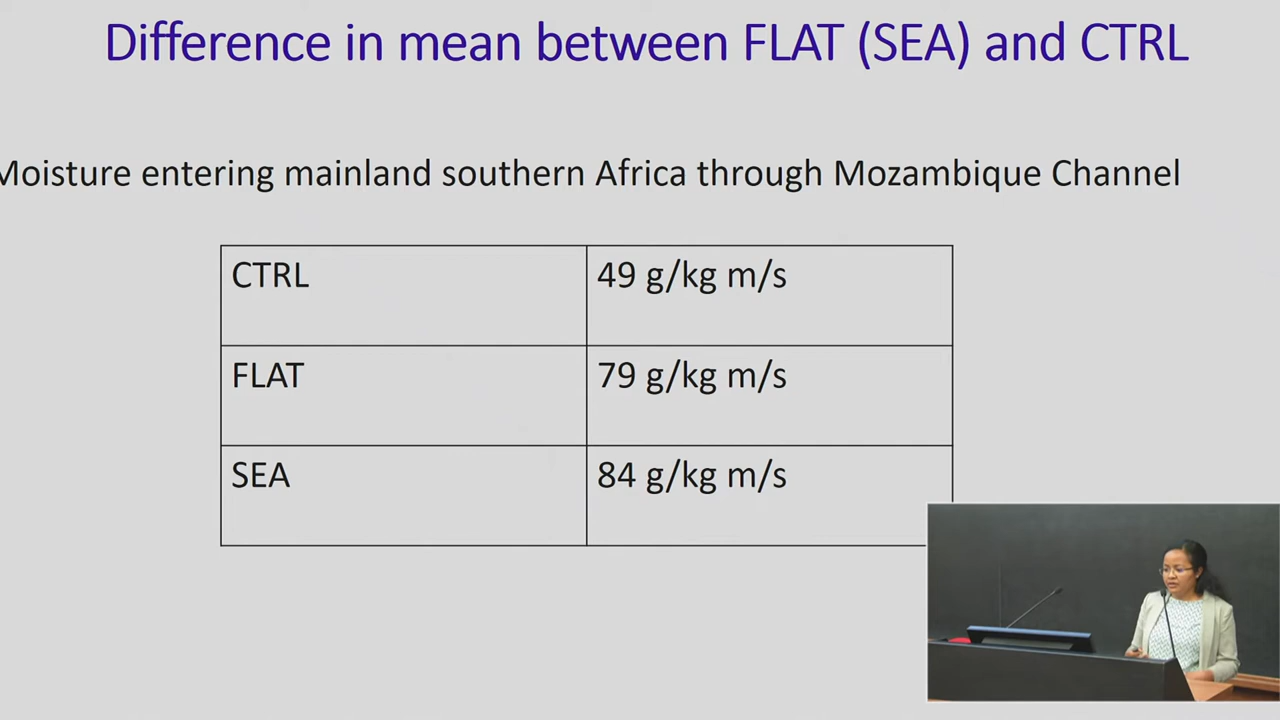 Difference in mean between FLAT (SEA) and CTRL
Moisture entering mainland southern Africa through Mozambique Channel
CTRL 49 g/kg m/s
FLAT 79 g/kg m/s
SEA 84 g/kg m/s